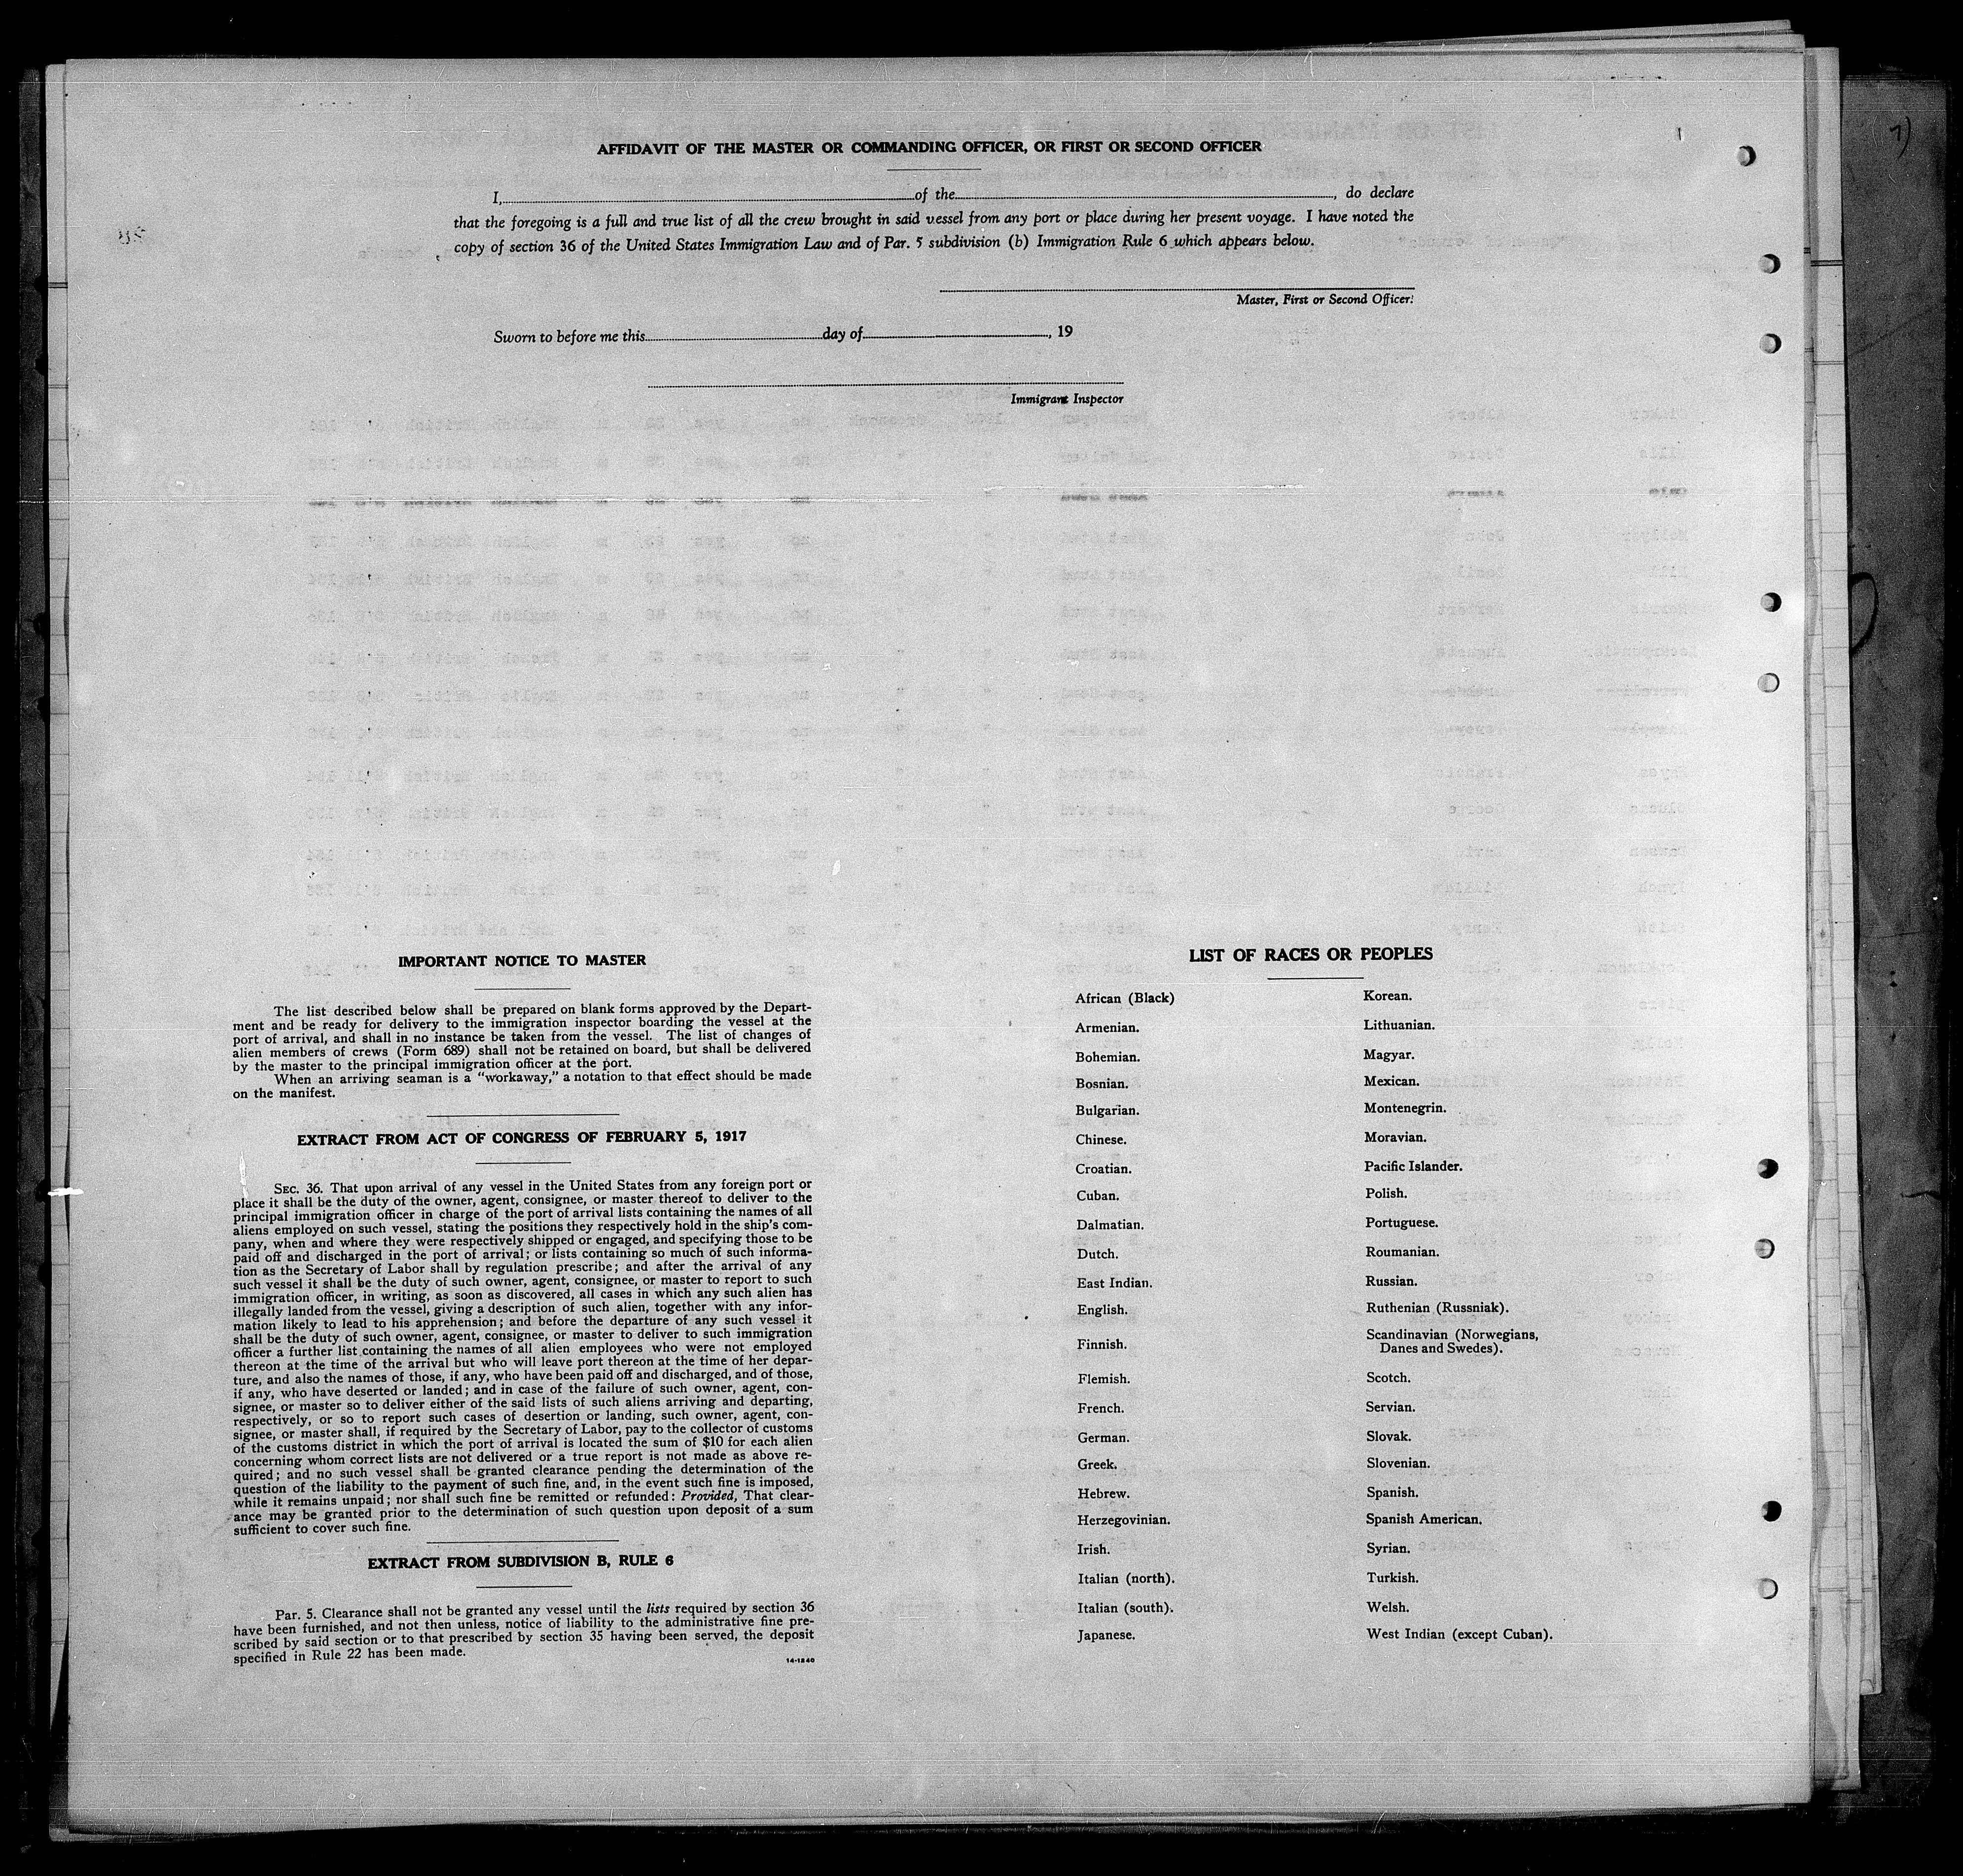 AFFIDAVIT OF THE MASTER OR COMMANDING OFFICER, OR FIRST OR SECOND OFFICER
I, of the , do declare
that the foregoing is a full and true list of all the crew brought in said vessel from any port or place during her present voyage. I have noted the
copy of section 36 of the United States Immigration Law and of Par. 5 subdivision (b) Immigration Rule 6 which appears below.
Master, First or Second Officer.
Sworn to before me this day of , 19
Immigrant Inspector
IMPORTANT NOTICE TO MASTER
The list described below shall be prepared on blank forms approved by the Depart-
ment and be ready for delivery to the immigration inspector boarding the vessel at the
port of arrival, and shall in no instance be taken from the vessel. The list of changes of
alien members of crews (Form 689) shall not be retained on board, but shall be delivered
by the master to the principal immigration officer at the port.
When an arriving seaman is a "workaway," a notation to that effect should be made
on the manifest.
EXTRACT FROM ACT OF CONGRESS OF FEBRUARY 5, 1917
SEC. 36. That upon arrival of any vessel in the United States from any foreign port or
place it shall be the duty of the owner, agent, consignee, or master thereof to deliver to the
principal immigration officer in charge of the port of arrival lists containing the names of all
aliens employed on such vessel, stating the positions they respectively hold in the ship's com-
pany, when and where they were respectively shipped or engaged, and specifying those to be
paid off and discharged in the port of arrival; or lists containing so much of such informa-
tion as the Secretary of Labor shall by regulation prescribe; and after the arrival of any
such vessel it shall be the duty of such owner, agent, consignee, or master to report to such
immigration officer, in writing, as soon as discovered, all cases in which any such alien has
illegally landed from the vessel, giving a description of such alien, together with any infor-
mation likely to lead to his apprehension; and before the departure of any such vessel it
shall be the duty of such owner, agent, consignee, or master to deliver to such immigration
officer a further list containing the names of all alien employees who were not employed
thereon at the time of the arrival but who will leave port thereon at the time of her depar-
ture, and also the names of those, if any, who have been paid off and discharged, and of those,
if any, who have deserted or landed; and in case of the failure of such owner, agent, con-
signee, or master so to deliver either of the said lists of such aliens arriving and departing,
respectively, or so to report such cases of desertion or landing, such owner, agent, con-
signee, or master shall, if required by the Secretary of Labor, pay to the collector of customs
of the customs district in which the port of arrival is located the sum of $10 for each alien
concerning whom correct lists are not delivered or a true report is not made as above re-
quired; and no such vessel shall be granted clearance pending the determination of the
question of the liability to the payment of such fine, and, in the event such fine is imposed,
while it remains unpaid; nor shall such fine be remitted or refunded: Provided, That clear-
ance may be granted prior to the determination of such question upon deposit of a sum
sufficient to cover such fine.
EXTRACT FROM SUBDIVISION B, RULE 6
Par. 5. Clearance shall not be granted any vessel until the lists required by section 36
have been furnished, and not then unless, notice of liability to the administrative fine pre-
scribed by said section or to that prescribed by section 35 having been served, the deposit
specified in Rule 22 has been made.
14-1240
LIST OF RACES OR PEOPLES
African (Black)
Armenian.
Bohemian.
Bosnian.
Bulgarian.
Chinese.
Croatian.
Cuban.
Dalmatian.
Dutch.
East Indian.
English.
Finnish.
Flemish.
French.
German.
Greek.
Hebrew.
Herzegovinian.
Irish.
Italian (north).
Italian (south).
Japanese.
Korean.
Lithuanian.
Magyar.
Mexican.
Montenegrin.
Moravian.
Pacific Islander.
Polish.
Portuguese.
Roumanian.
Russian.
Ruthenian (Russniak).
Scandinavian (Norwegians,
Danes and Swedes).
Scotch.
Servian.
Slovak.
Slovenian.
Spanish.
Spanish American.
Syrian.
Turkish.
Welsh.
West Indian (except Cuban).